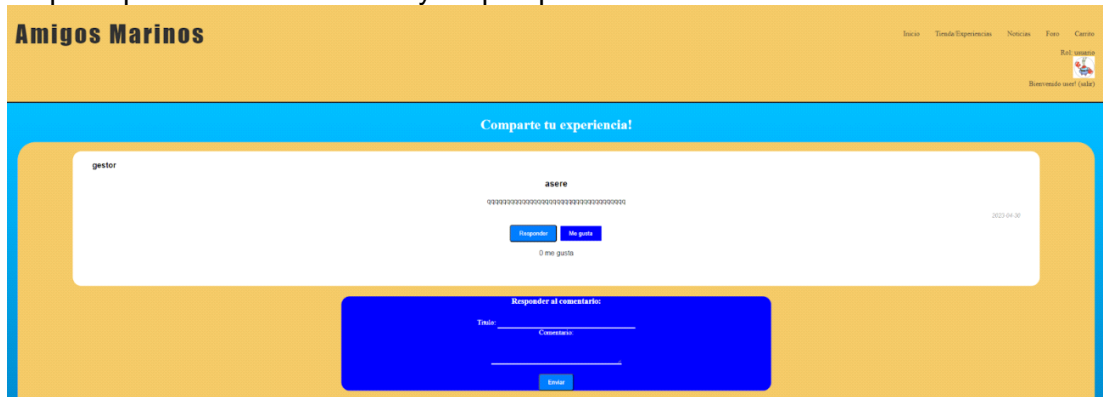 Amigos Marinos
Inicio Tienda/Experiencias Noticias Foro Carrito
Rol: usuario
Bienvenido user! (salir)
Comparte tu experiencia!
gestor
asere
2023-04-30
Responder Me gusta
0 me gusta
Responder al comentario:
Titulo:
Comentario:
Enviar